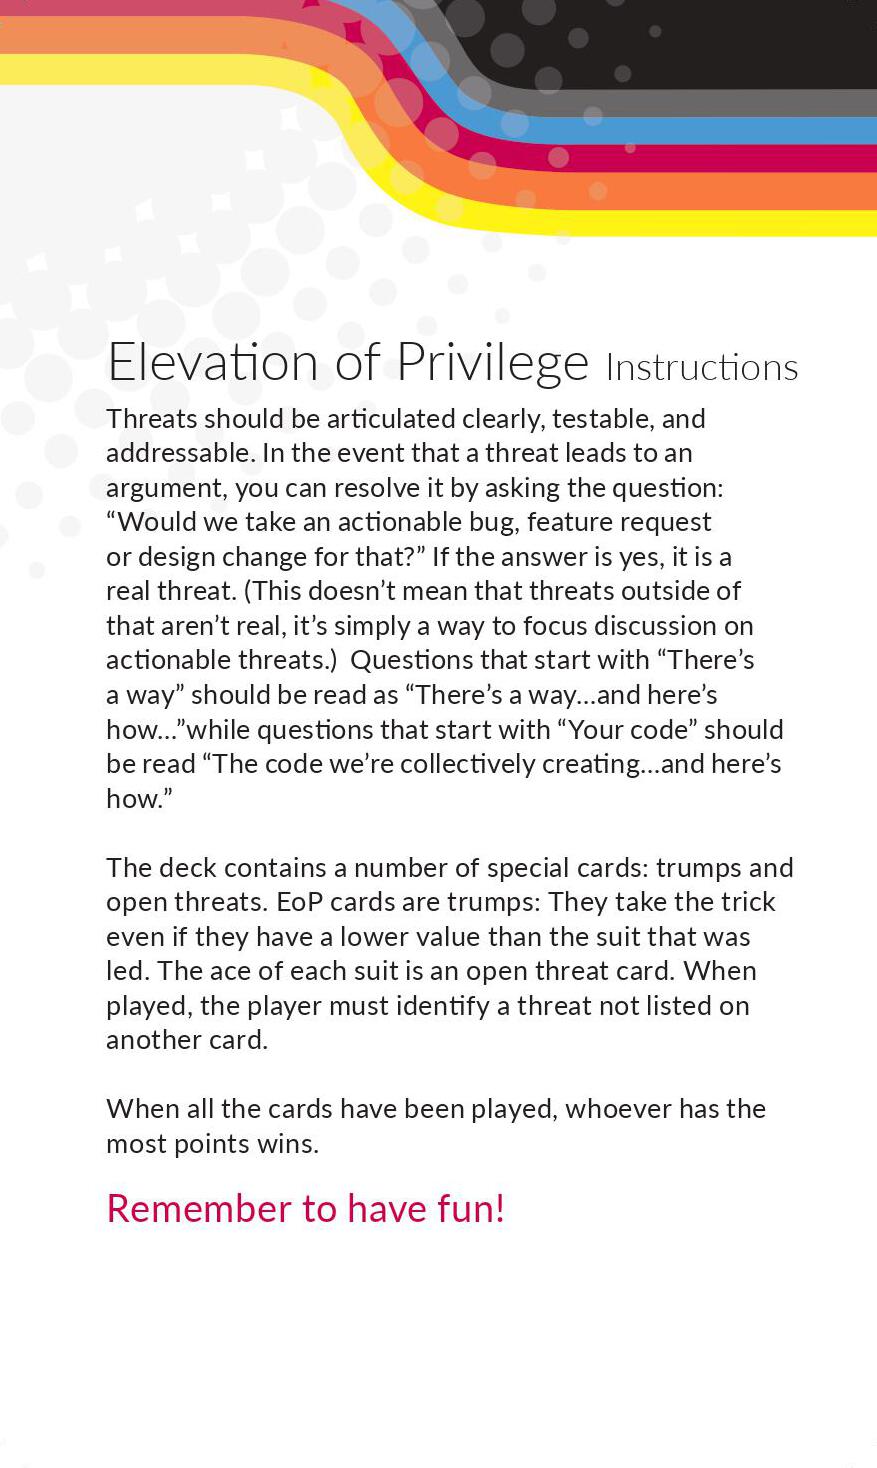 Elevation of Privilege Instructions
Threats should be articulated clearly, testable, and
addressable. In the event that a threat leads to an
argument, you can resolve it by asking the question:
“Would we take an actionable bug, feature request
or design change for that?” If the answer is yes, it is a
real threat. (This doesn’t mean that threats outside of
that aren’t real, it’s simply a way to focus discussion on
actionable threats.)  Questions that start with “There’s
a way” should be read as “There’s a way...and here’s
how...”while questions that start with “Your code” should
be read “The code we’re collectively creating...and here’s
how.”
The deck contains a number of special cards: trumps and
open threats. EoP cards are trumps: They take the trick
even if they have a lower value than the suit that was
led. The ace of each suit is an open threat card. When
played, the player must identify a threat not listed on
another card.
When all the cards have been played, whoever has the
most points wins.
Remember to have fun!